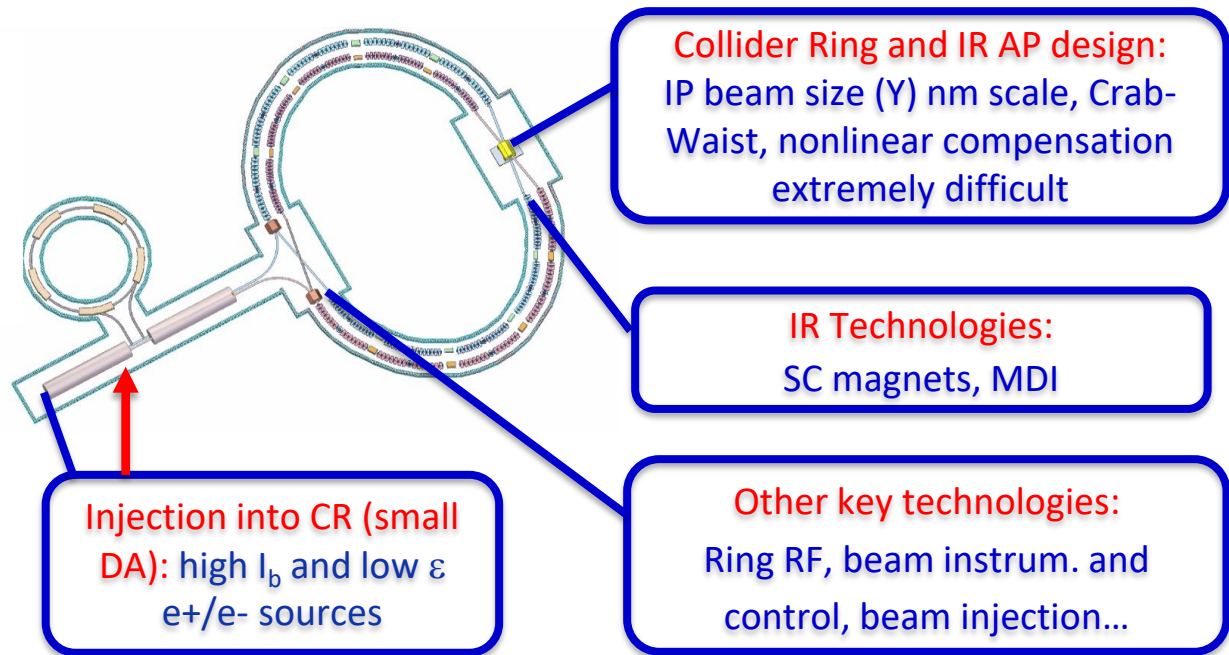 Collider Ring and IR AP design:
IP beam size (Y) nm scale, Crab-
Waist, nonlinear compensation
extremely difficult
IR Technologies:
SC magnets, MDI
Injection into CR (small
DA): high I_b and low ε
e+/e- sources
Other key technologies:
Ring RF, beam instrum. and
control, beam injection…